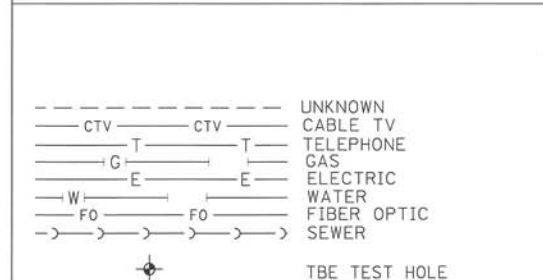 UNKNOWN
CTV CTV CABLE TV
T T TELEPHONE
G GAS
E E ELECTRIC
W WATER
FO FO FIBER OPTIC
SEWER
TBE TEST HOLE